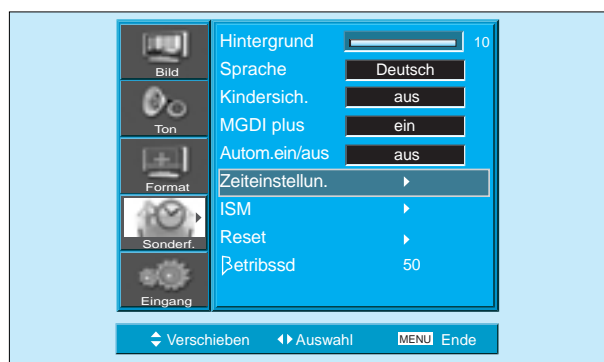 Bild
Ton
Format
Sonderf.
Eingang
Hintergrund 10
Sprache Deutsch
Kindersich. aus
MGDI plus ein
Autom.ein/aus aus
Zeiteinstellun.
ISM
Reset
βetribssd 50
Verschieben Auswahl MENU Ende